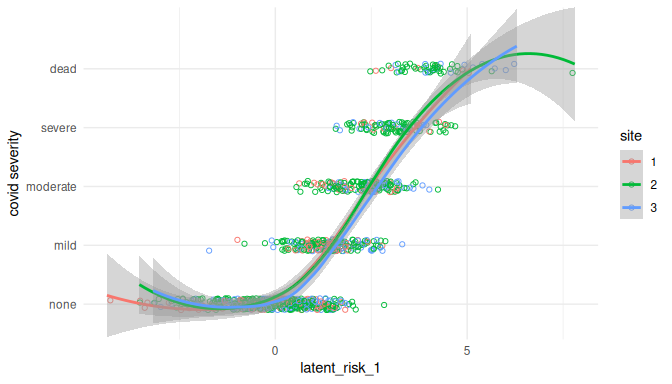 dead
severe
moderate
mild
none
covid severity
0 5
latent_risk_1
site
1
2
3